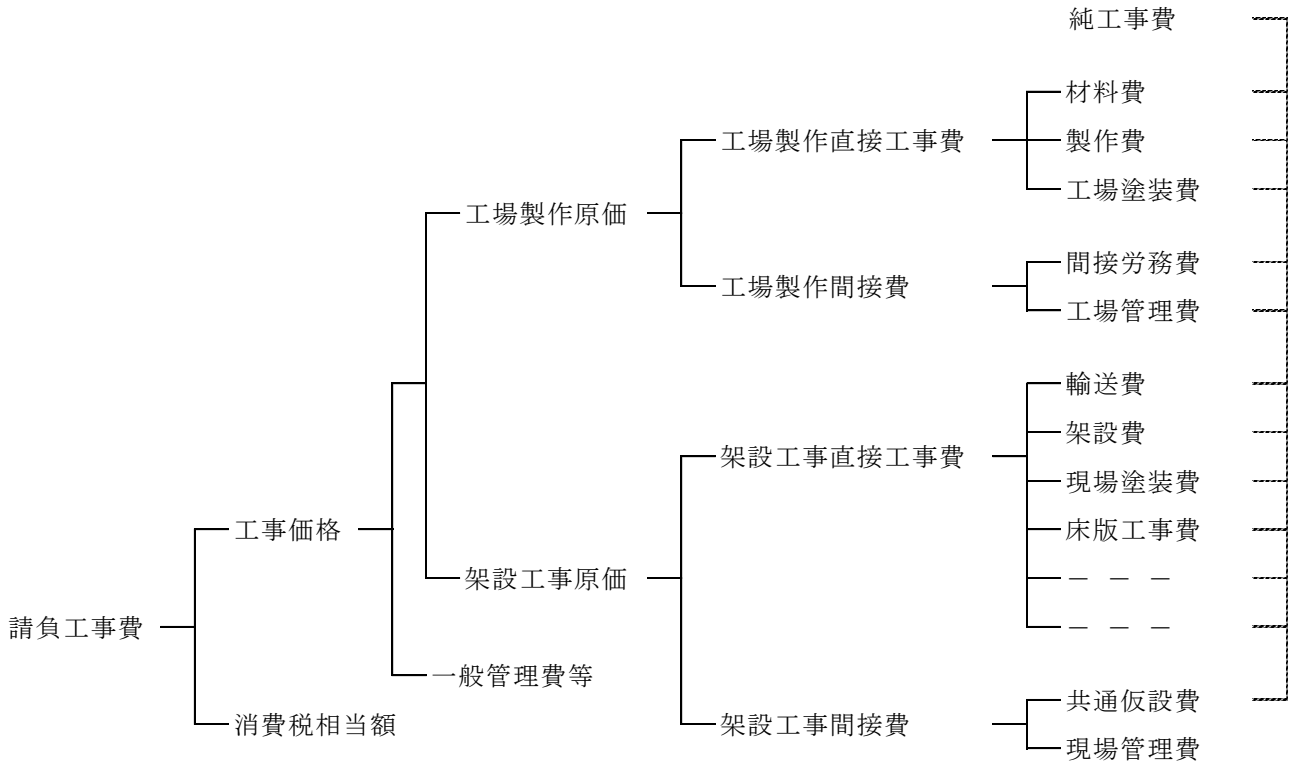 純工事費
材料費
工場製作直接工事費
製作費
工場塗装費
工場製作原価
間接労務費
工場製作間接費
工場管理費
輸送費
架設費
架設工事直接工事費
現場塗装費
工事価格
床版工事費
架設工事原価
－ － －
請負工事費
－ － －
一般管理費等
共通仮設費
消費税相当額
架設工事間接費
現場管理費